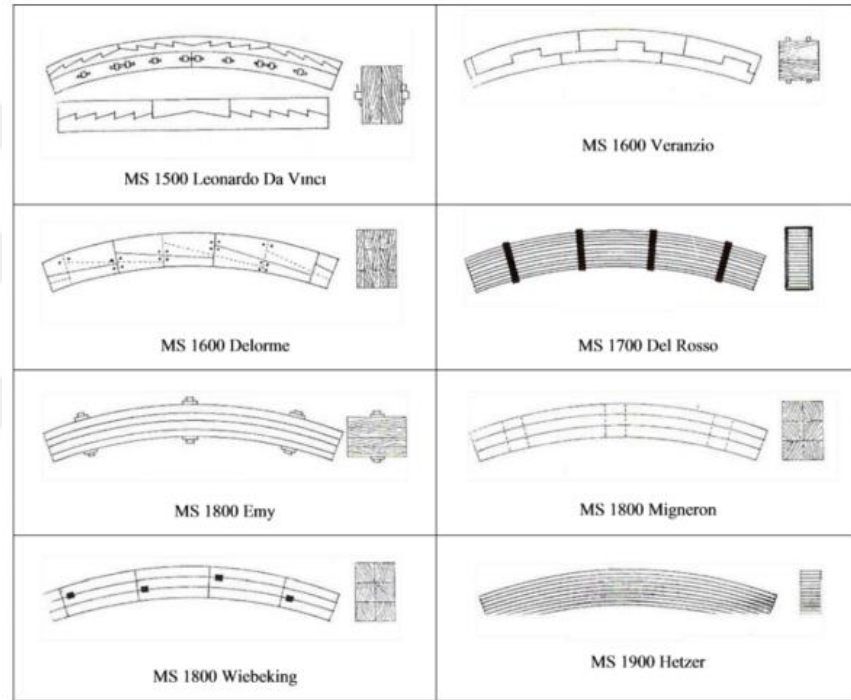 MS 1500 Leonardo Da Vıncı
MS 1600 Veranzio
MS 1600 Delorme
MS 1700 Del Rosso
MS 1800 Emy
MS 1800 Migneron
MS 1800 Wiebeking
MS 1900 Hetzer